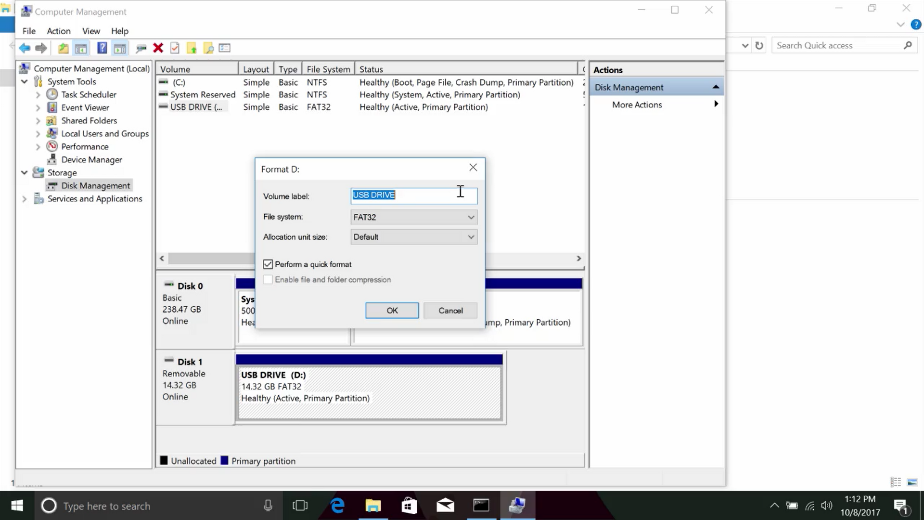 Computer Management
File Action View Help
Search Quick access
Computer Management (Local)
System Tools
Task Scheduler
Event Viewer
Shared Folders
Local Users and Groups
Performance
Device Manager
Storage
Disk Management
Services and Applications
Volume Layout Type File System Status
(C:) Simple Basic NTFS Healthy (Boot, Page File, Crash Dump, Primary Partition)
System Reserved Simple Basic NTFS Healthy (System, Active, Primary Partition)
USB DRIVE (... Simple Basic FAT32 Healthy (Active, Primary Partition)
Actions
Disk Management
More Actions
Format D:
Volume label: USB DRIVE
File system: FAT32
Allocation unit size: Default
Perform a quick format
Enable file and folder compression
OK Cancel
Disk 0
Basic
238.47 GB
Online
Sys
500
Hea
ump, Primary Partition)
Disk 1
Removable
14.32 GB
Online
USB DRIVE (D:)
14.32 GB FAT32
Healthy (Active, Primary Partition)
Unallocated Primary partition
Type here to search
1:12 PM
10/8/2017